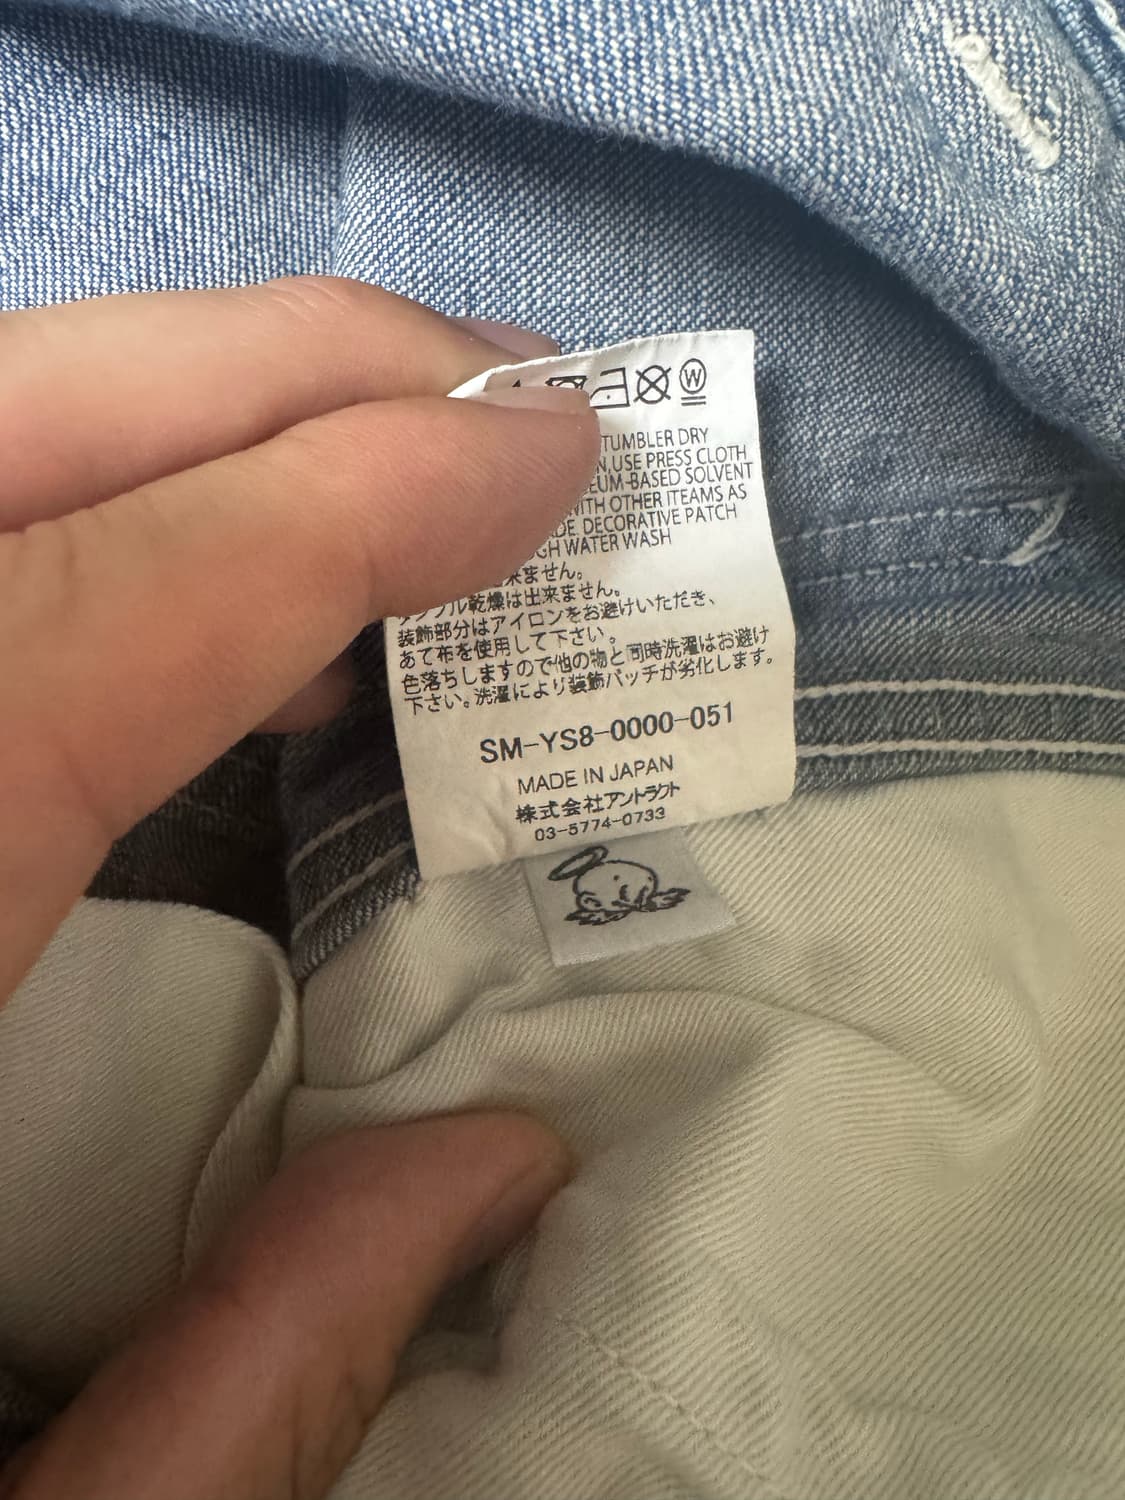 W
TUMBLER DRY
USE PRESS CLOTH
EUM-BASED SOLVENT
WITH OTHER ITEAMS AS
DECORATIVE PATCH
WATER WASH
来ません。
タンブル乾燥は出来ません。
装飾部分はアイロンをお避けいただき、
あて布を使用して下さい。
色落ちしますので他の物と同時洗濯はお避け
下さい。洗濯により装飾パッチが劣化します。
SM-YS8-0000-051
MADE IN JAPAN
株式会社アントラクト
03-5774-0733